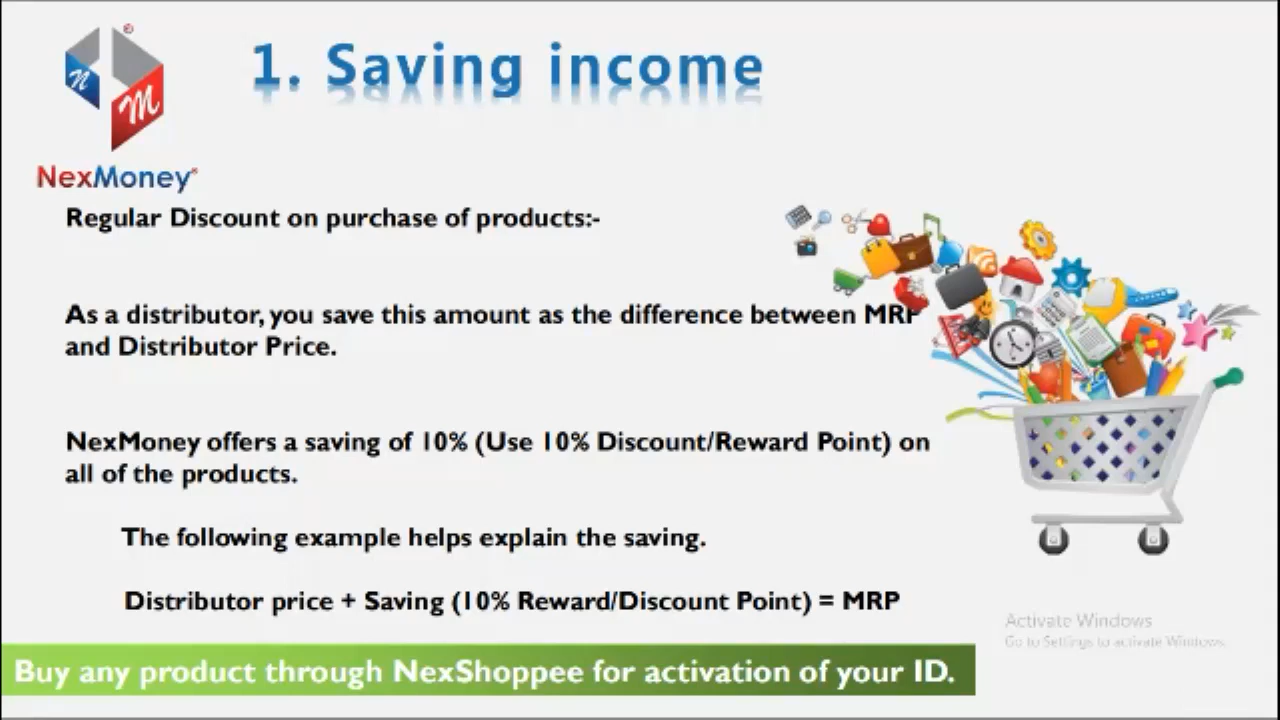 1. Saving income
n
M
®
NexMoney®
Regular Discount on purchase of products:-
As a distributor, you save this amount as the difference between MRP
and Distributor Price.
NexMoney offers a saving of 10% (Use 10% Discount/Reward Point) on
all of the products.
The following example helps explain the saving.
Distributor price + Saving (10% Reward/Discount Point) = MRP
Activate Windows
Go to Settings to activate Windows.
Buy any product through NexShoppee for activation of your ID.